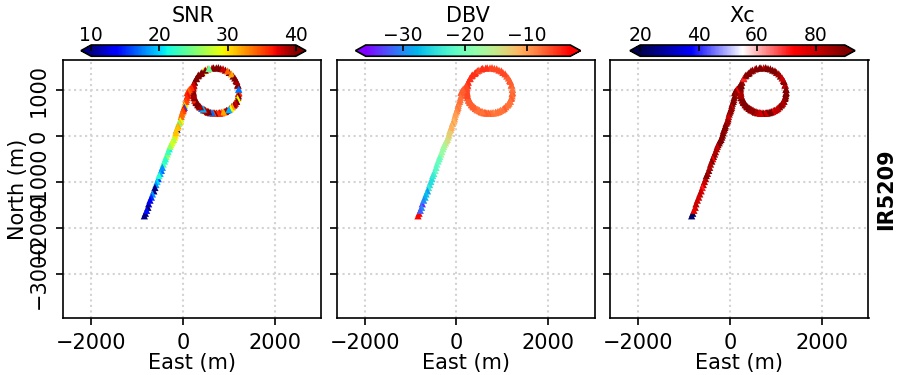 SNR DBV Xc
10 20 30 40 −30 −20 −10 20 40 60 80
North (m)
1000
0
−1000
−2000
−3000
IR5209
−2000 0 2000 −2000 0 2000 −2000 0 2000
East (m) East (m) East (m)